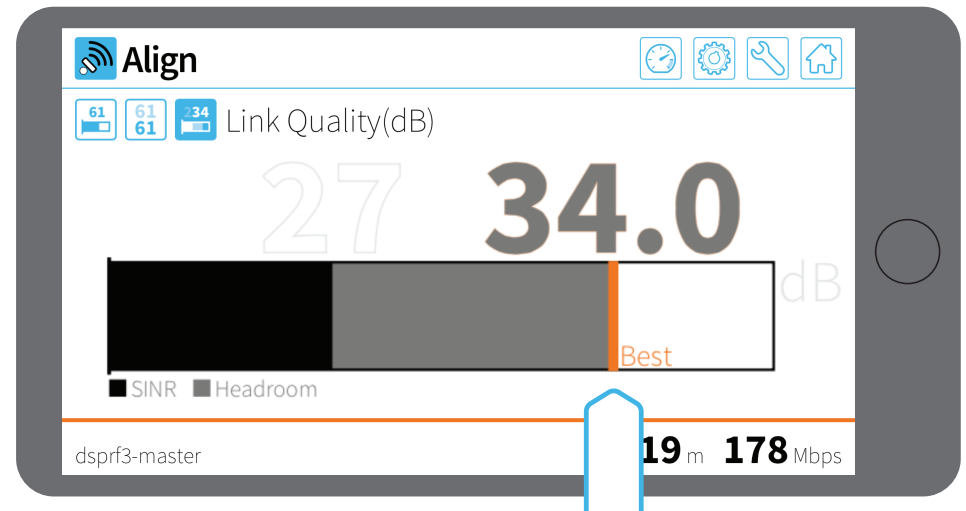 Align
61
61
61
234
Link Quality(dB)
27
34.0
dB
Best
SINR
Headroom
dsprf3-master
19 m 178 Mbps